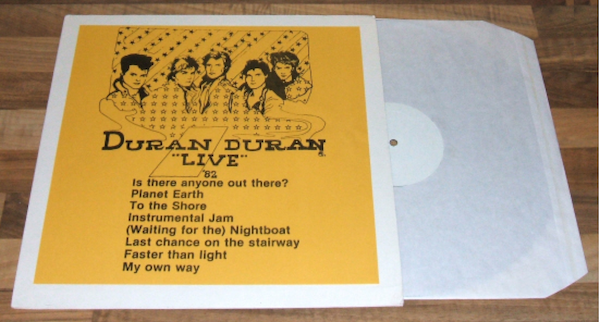 DURAN DURAN
"LIVE"
'82
Is there anyone out there?
Planet Earth
To the Shore
Instrumental Jam
(Waiting for the) Nightboat
Last chance on the stairway
Faster than light
My own way